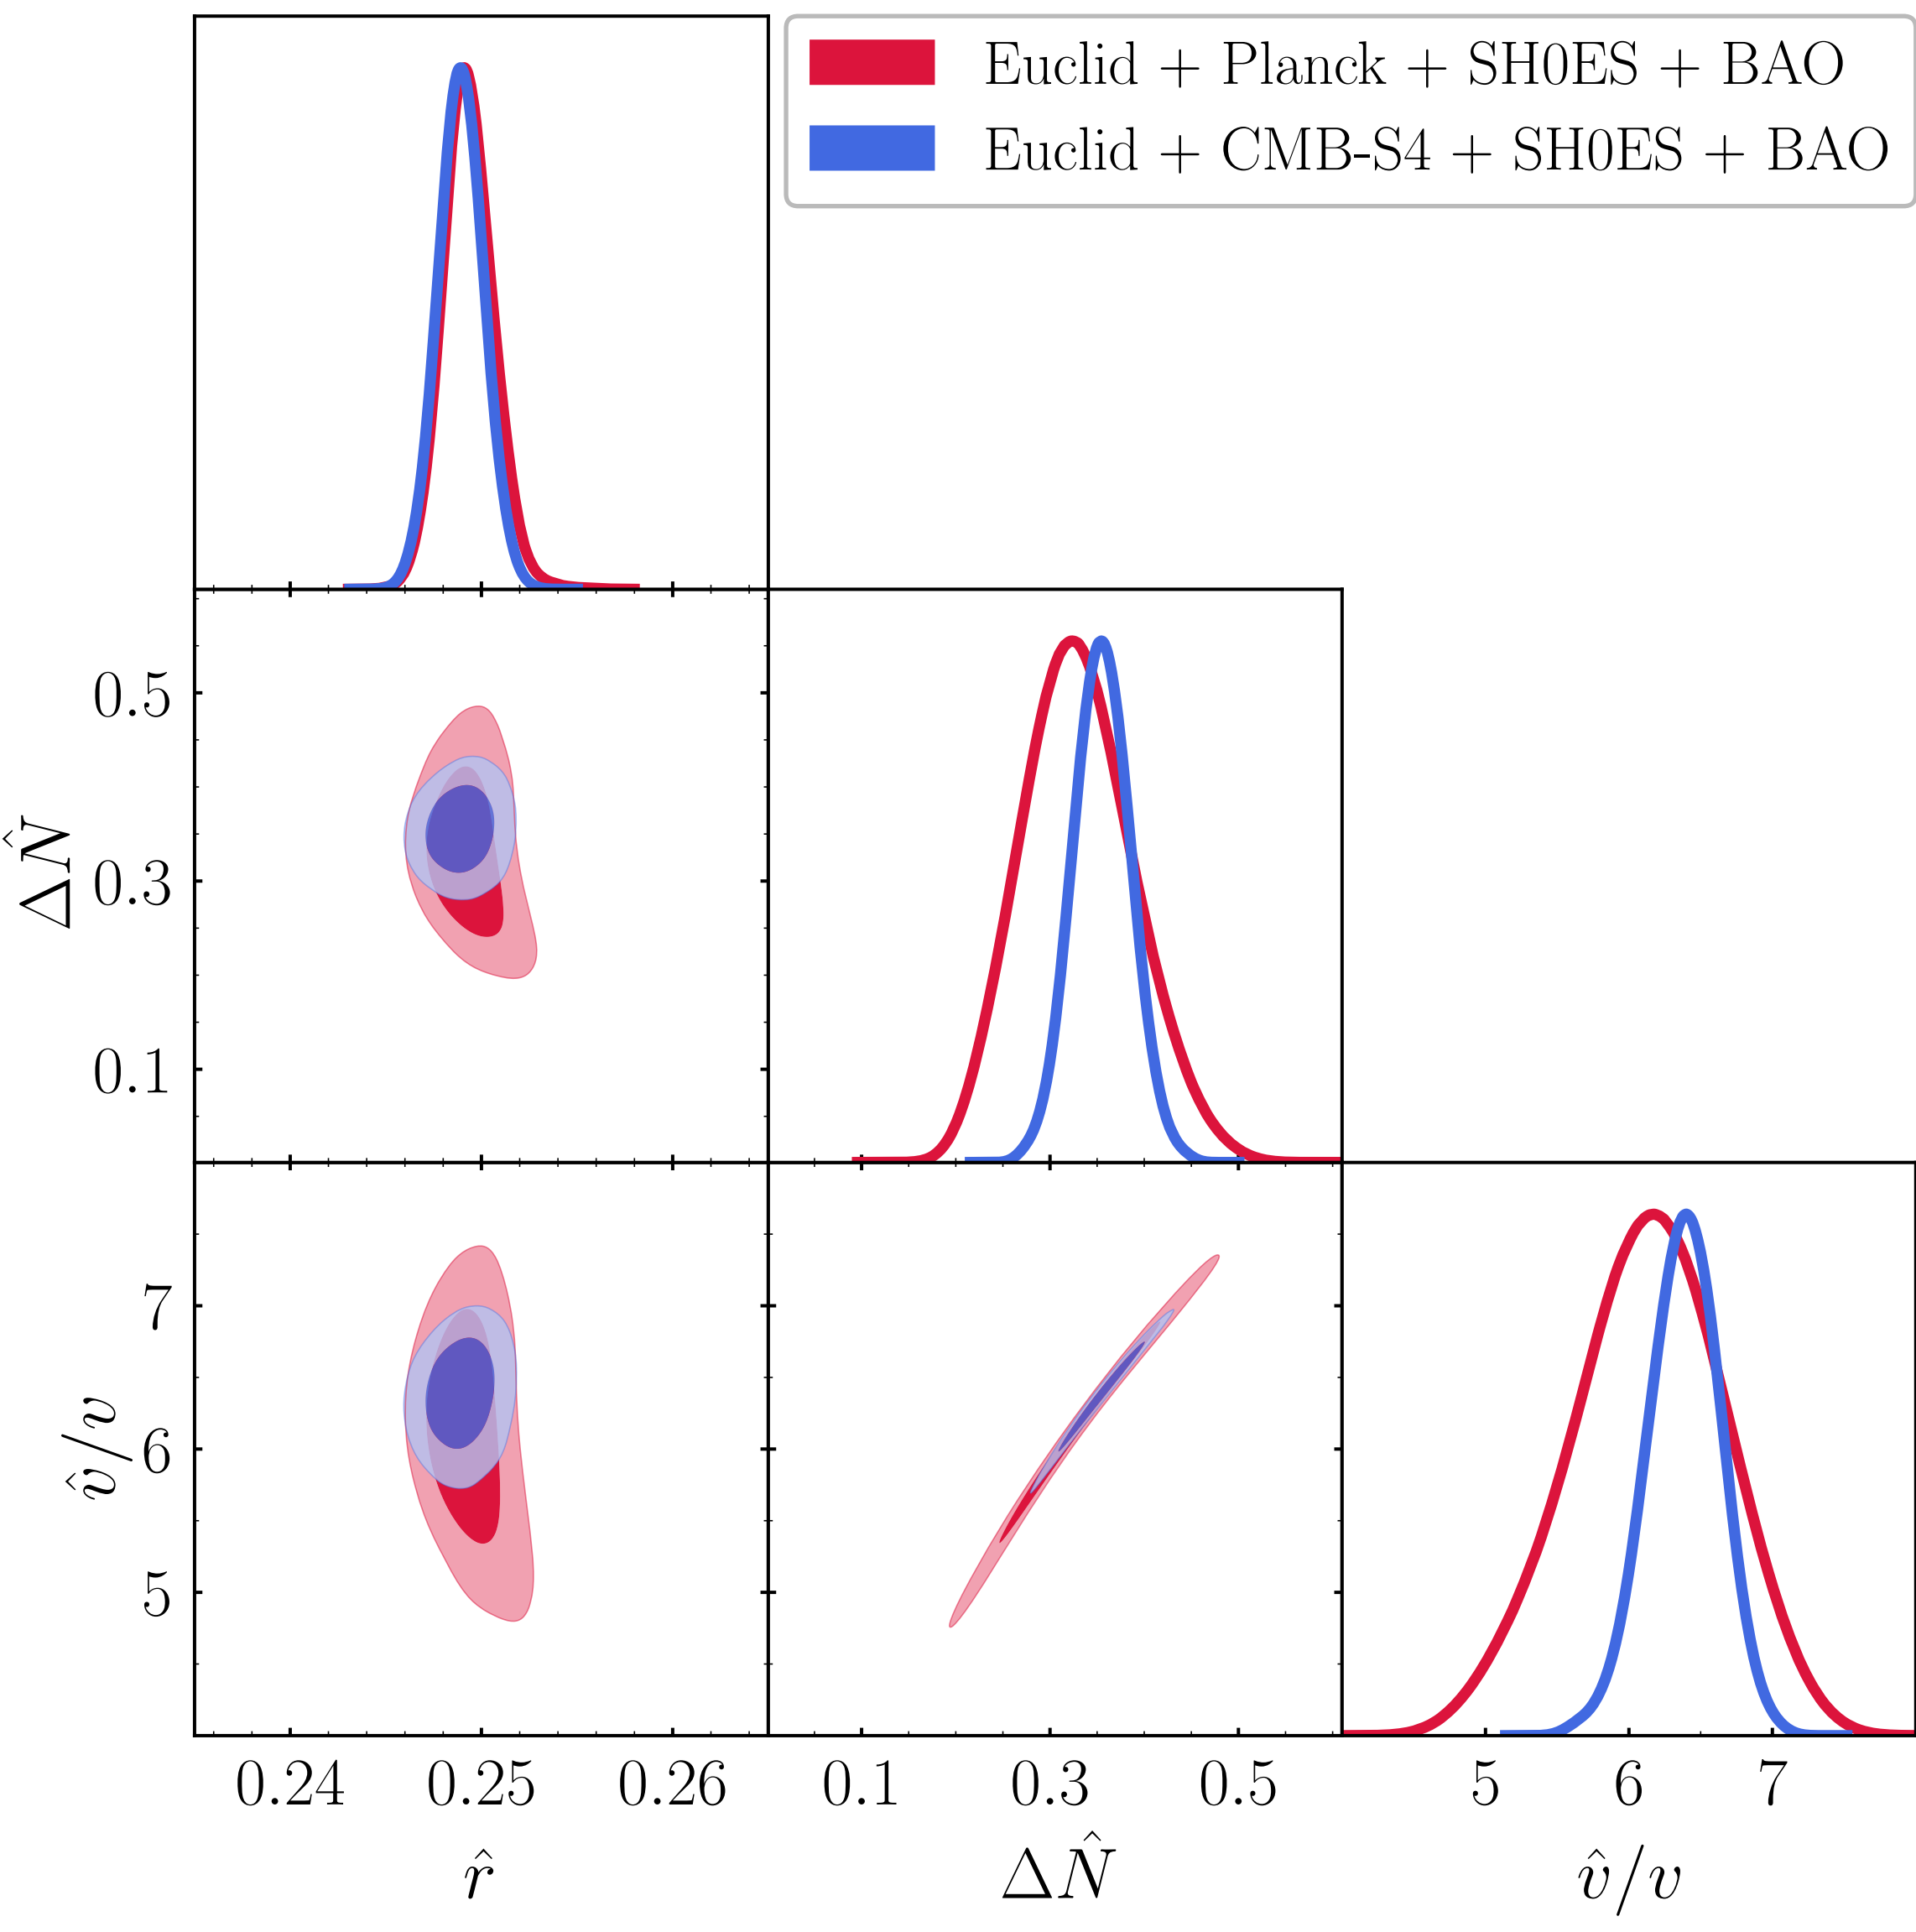 Euclid + Planck + SH0ES + BAO
Euclid + CMB-S4 + SH0ES + BAO
0.5
0.3
0.1
ΔN̂
7
6
5
v̂/v
0.24 0.25 0.26 0.1 0.3 0.5 5 6 7
r̂ ΔN̂ v̂/v